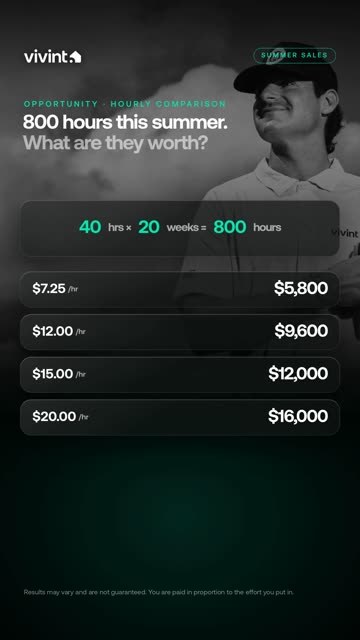 vivint
SUMMER SALES
OPPORTUNITY · HOURLY COMPARISON
800 hours this summer.
What are they worth?
40 hrs × 20 weeks = 800 hours
$7.25 /hr $5,800
$12.00 /hr $9,600
$15.00 /hr $12,000
$20.00 /hr $16,000
vivint
Results may vary and are not guaranteed. You are paid in proportion to the effort you put in.